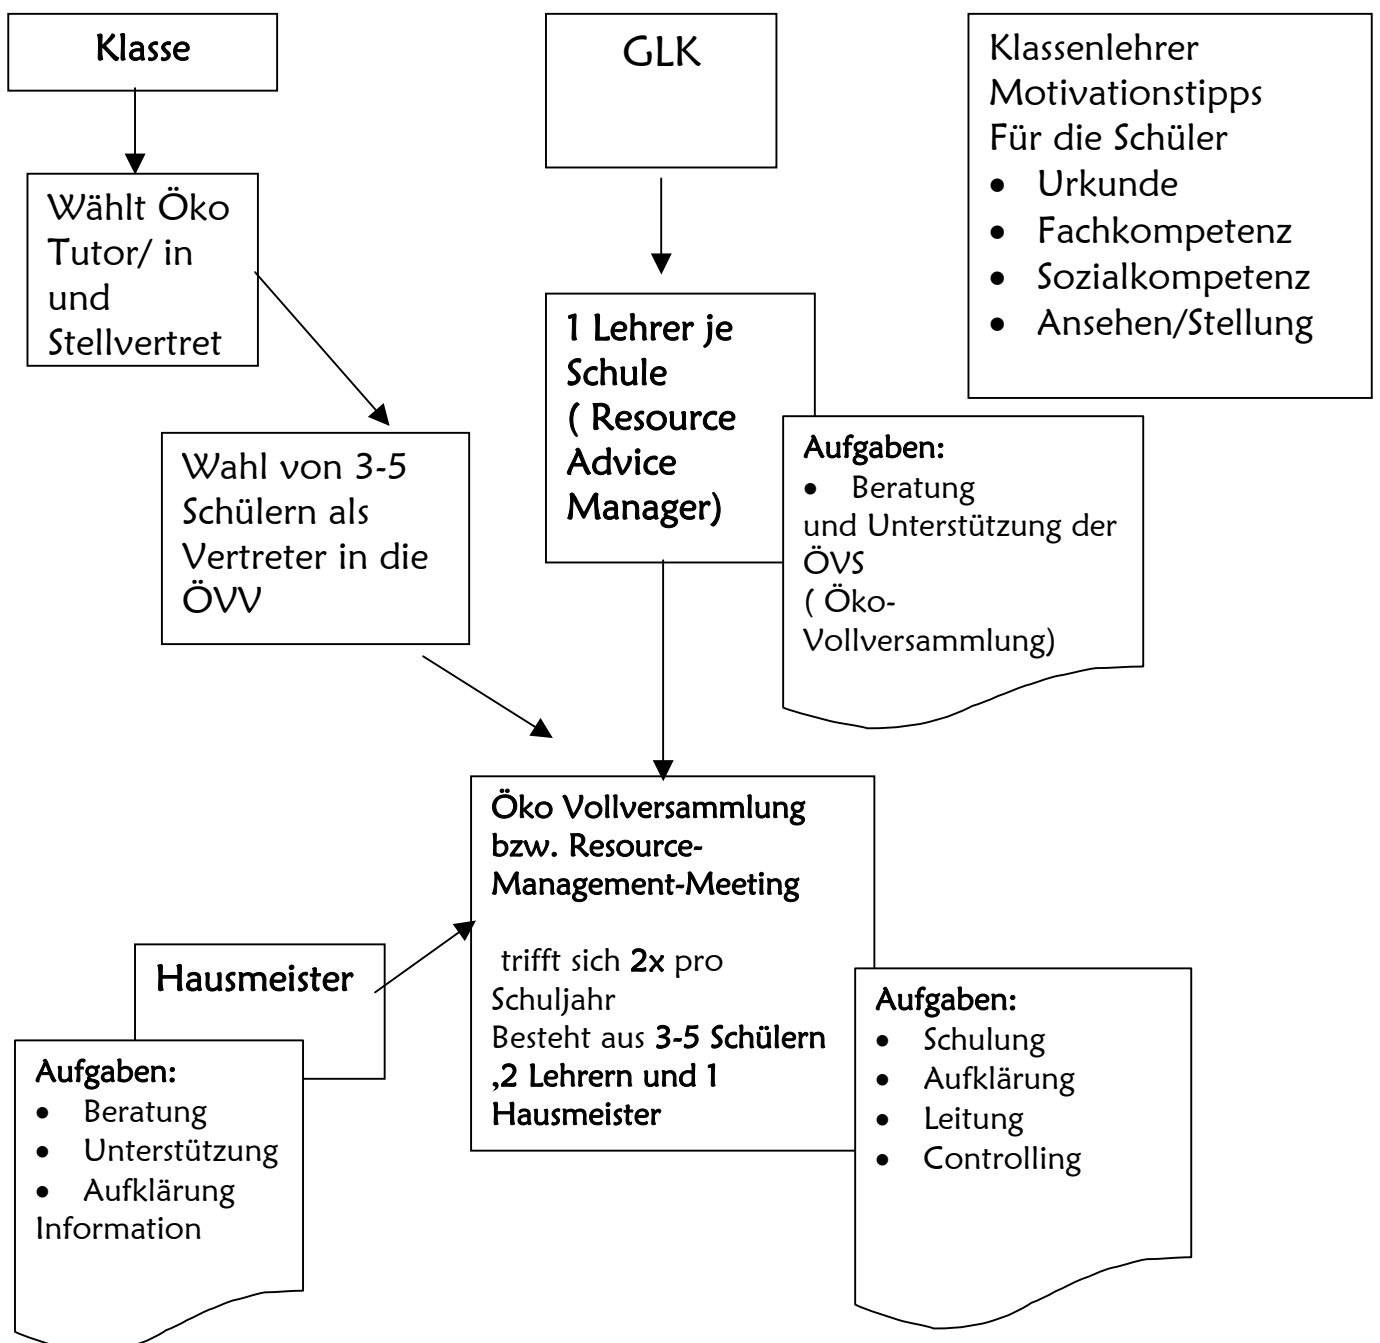 Klasse
Wählt Öko
Tutor/ in
und
Stellvertret
Wahl von 3-5
Schülern als
Vertreter in die
ÖVV
GLK
1 Lehrer je
Schule
( Resource
Advice
Manager)
Aufgaben:
• Beratung
und Unterstützung der
ÖVS
( Öko-
Vollversammlung)
Klassenlehrer
Motivationstipps
Für die Schüler
• Urkunde
• Fachkompetenz
• Sozialkompetenz
• Ansehen/Stellung
Öko Vollversammlung
bzw. Resource-
Management-Meeting
trifft sich 2x pro
Schuljahr
Besteht aus 3-5 Schülern
,2 Lehrern und 1
Hausmeister
Hausmeister
Aufgaben:
• Beratung
• Unterstützung
• Aufklärung
Information
Aufgaben:
• Schulung
• Aufklärung
• Leitung
• Controlling